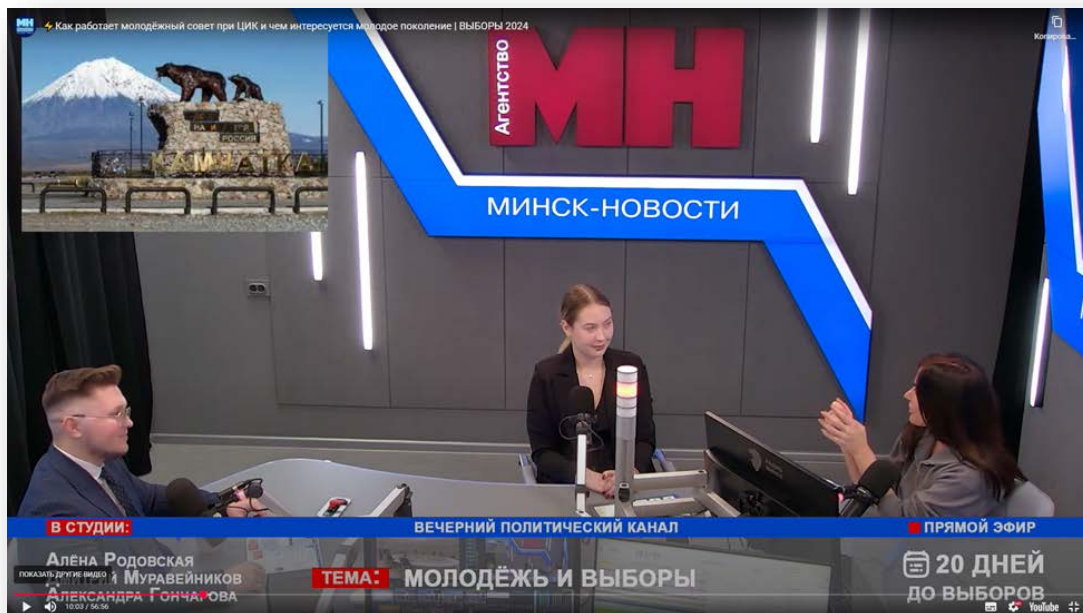 МН
⚡Как работает молодёжный совет при ЦИК и чем интересуется молодое поколение | ВЫБОРЫ 2024
Копирова...
РОССИЯ
КАМЧАТКА
Агентство
МН
МИНСК-НОВОСТИ
В СТУДИИ:
ВЕЧЕРНИЙ ПОЛИТИЧЕСКИЙ КАНАЛ
ПРЯМОЙ ЭФИР
Алёна Родовская
Муравейников
Александра Гончарова
ПОКАЗАТЬ ДРУГИЕ ВИДЕО
ТЕМА:
МОЛОДЁЖЬ И ВЫБОРЫ
20 ДНЕЙ
ДО ВЫБОРОВ
10:03 / 56:56
YouTube